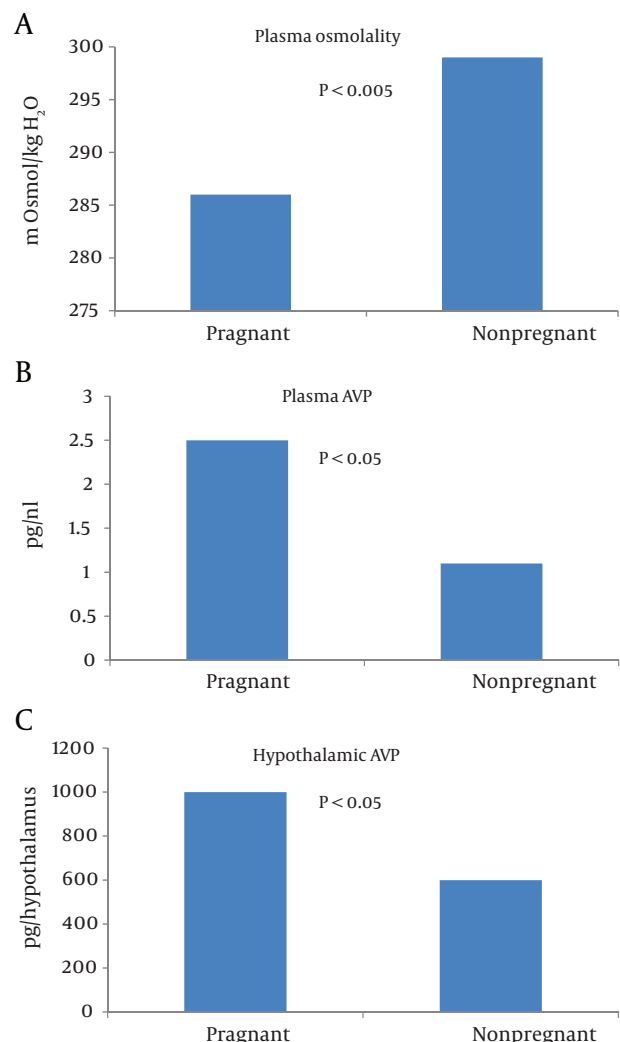 A
Plasma osmolality
P < 0.005
m Osmol/kg H₂O
300
295
290
285
280
275
Pragnant Nonpregnant
B
Plasma AVP
P < 0.05
pg/nl
3
2.5
2
1.5
1
0.5
0
Pragnant Nonpregnant
C
Hypothalamic AVP
P < 0.05
pg/hypothalamus
1200
1000
800
600
400
200
0
Pragnant Nonpregnant